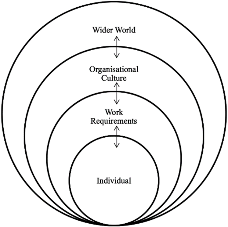 Wider World
Organisational
Culture
Work
Requirements
Individual